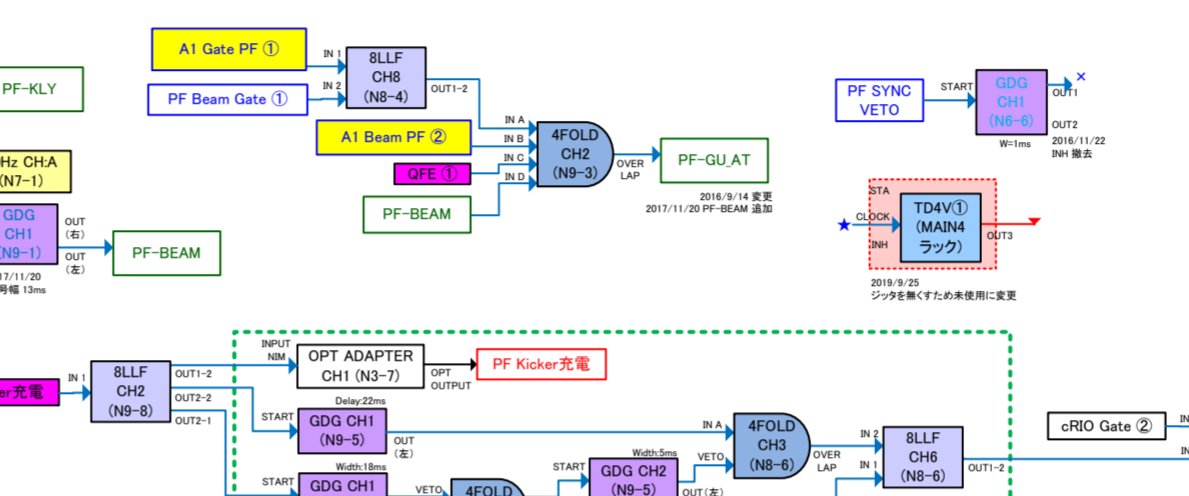 A1 Gate PF ①
IN 1
8LLF
CH8
(N8-4)
PF-KLY
IN 2
OUT1-2
PF Beam Gate ①
PF SYNC
VETO
START
GDG
CH1
(N6-6)
×
OUT1
OUT2
W=1ms
2016/11/22
INH 撤去
A1 Beam PF ②
IN A
IN B
IN C
IN D
4FOLD
CH2
(N9-3)
OVER
LAP
PF-GU_AT
QFE ①
PF-BEAM
2016/9/14 変更
2017/11/20 PF-BEAM 追加
Hz CH:A
(N7-1)
GDG
CH1
(N9-1)
OUT
(右)
OUT
(左)
PF-BEAM
17/11/20
号幅 13ms
STA
★
CLOCK
INH
TD4V①
(MAIN4
ラック)
OUT3
2019/9/25
ジッタを無くすため未使用に変更
INPUT
NIM
OPT ADAPTER
CH1 (N3-7)
OPT
OUTPUT
PF Kicker充電
er充電
IN 1
8LLF
CH2
(N9-8)
OUT1-2
OUT2-2
OUT2-1
Delay:22ms
START
GDG CH1
(N9-5)
OUT
(左)
IN A
VETO
4FOLD
CH3
(N8-6)
OVER
LAP
IN 2
IN 1
8LLF
CH6
(N8-6)
OUT1-2
cRIO Gate ②
IN
IN
Width:18ms
START
GDG CH1
VETO
4FOLD
Width:5ms
START
GDG CH2
(N9-5)
OUT(左)